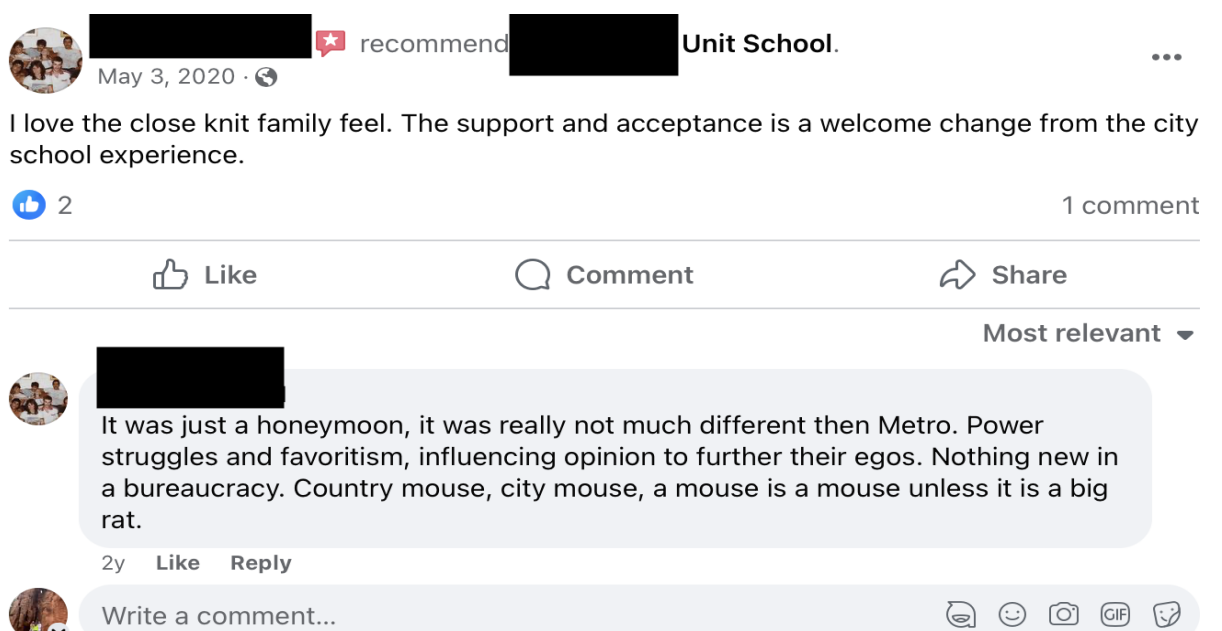 recommend Unit School.
May 3, 2020 ·
I love the close knit family feel. The support and acceptance is a welcome change from the city
school experience.
2 1 comment
Like Comment Share
Most relevant
It was just a honeymoon, it was really not much different then Metro. Power
struggles and favoritism, influencing opinion to further their egos. Nothing new in
a bureaucracy. Country mouse, city mouse, a mouse is a mouse unless it is a big
rat.
2y Like Reply
Write a comment... GIF